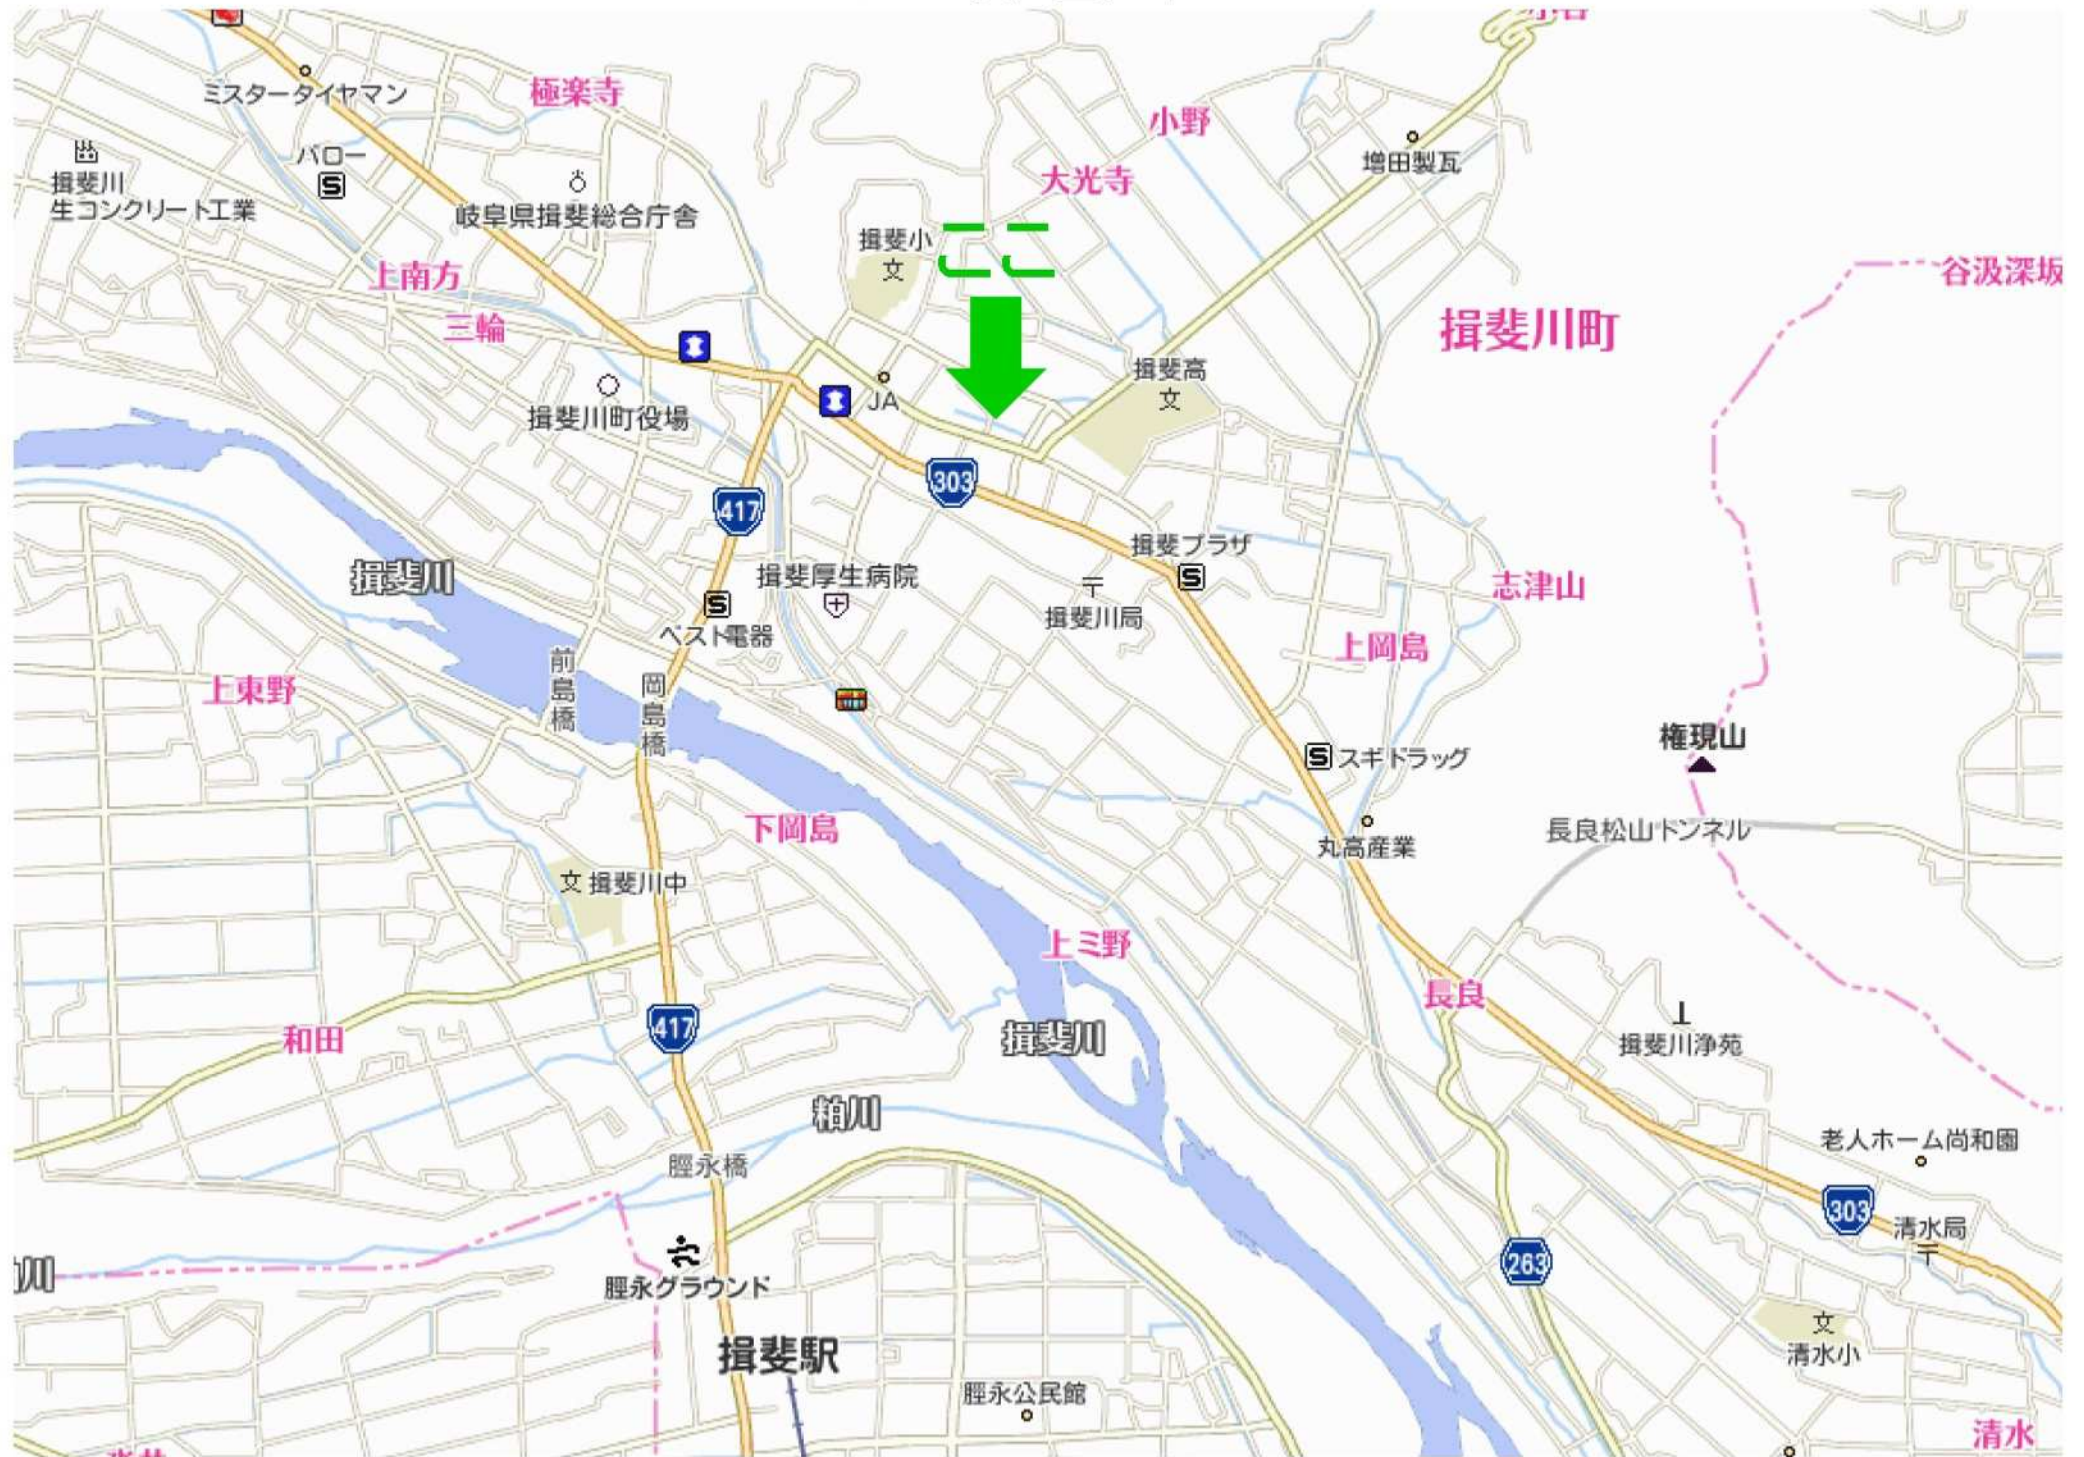 ミスタータイヤマン
極楽寺
小野
増田製瓦
バロー
S
揖斐川
生コンクリート工業
大光寺
岐阜県揖斐総合庁舎
揖斐小
文
ここ
上南方
谷汲深坂
三輪
揖斐川町
揖斐高
文
JA
揖斐川町役場
303
417
揖斐プラザ
S
揖斐川
揖斐厚生病院
志津山
S
ベスト電器
〒
揖斐川局
上岡島
前島橋
岡島橋
上東野
権現山
S スギドラッグ
下岡島
長良松山トンネル
丸高産業
文 揖斐川中
上ミ野
長良
417
和田
揖斐川
揖斐川浄苑
粕川
老人ホーム尚和園
脛永橋
303
清水局
〒
263
川
脛永グラウンド
文
清水小
揖斐駅
脛永公民館
清水